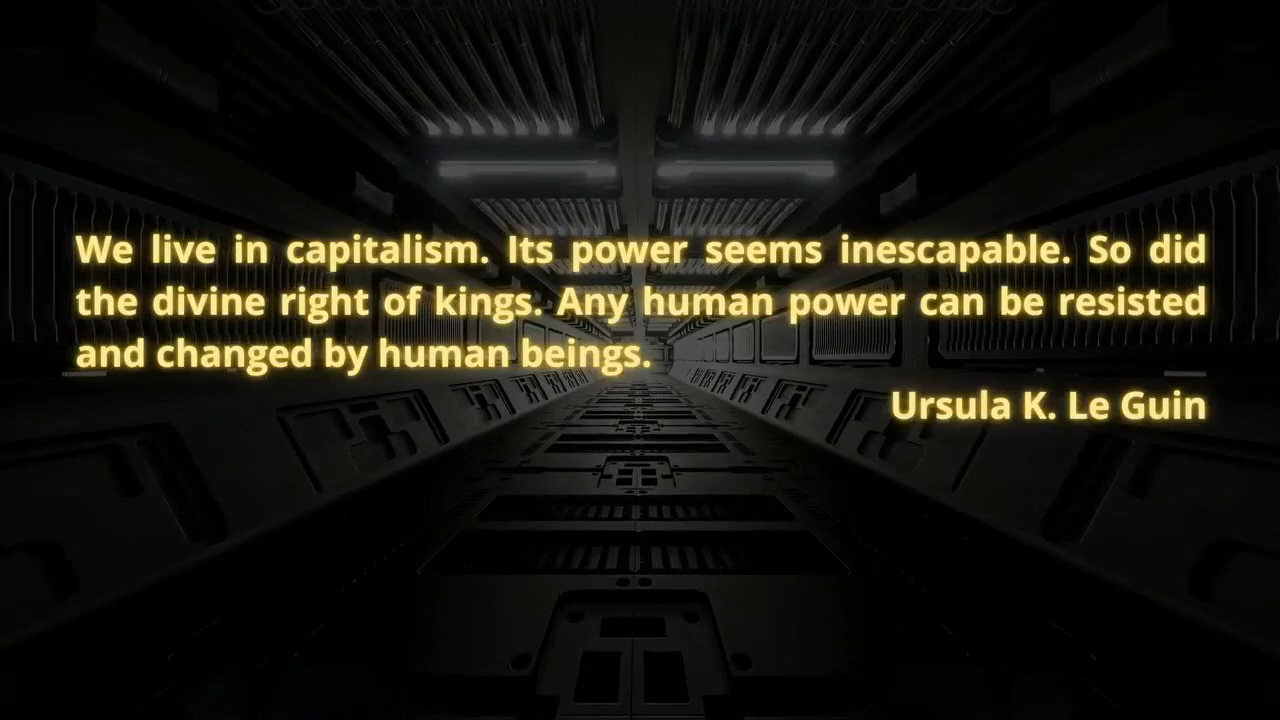 We live in capitalism. Its power seems inescapable. So did
the divine right of kings. Any human power can be resisted
and changed by human beings.
Ursula K. Le Guin